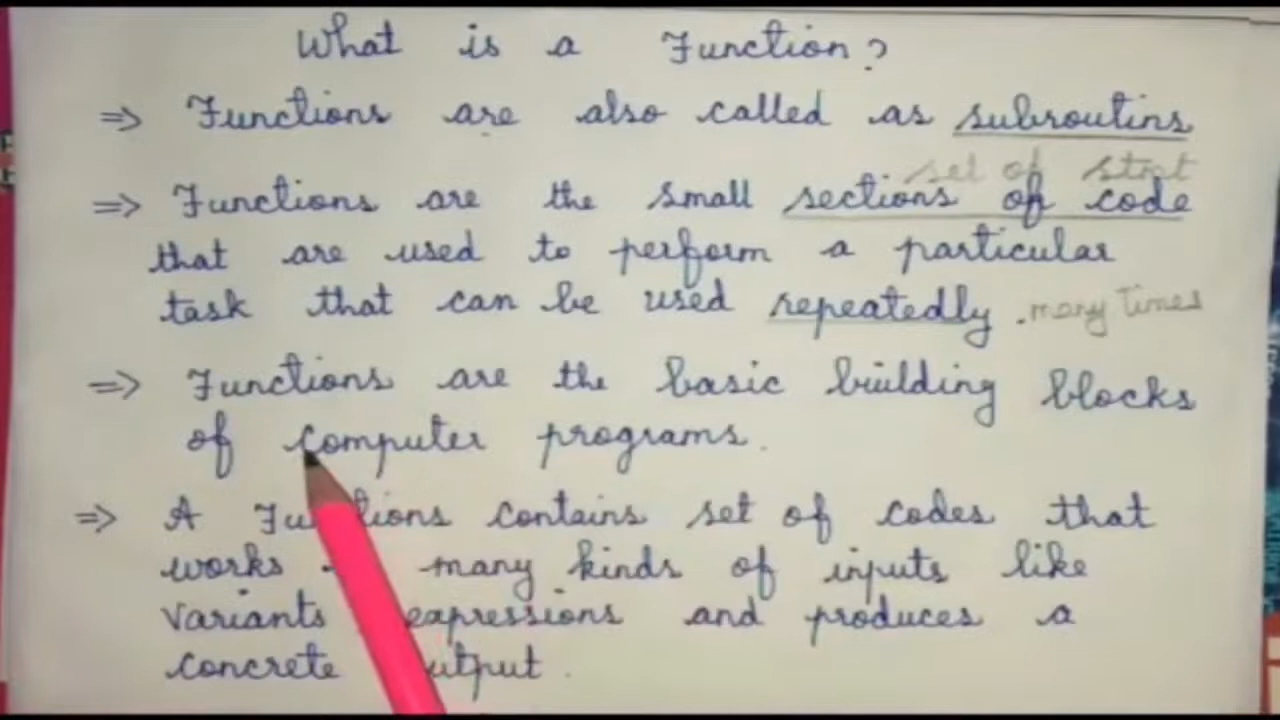 What is a Function?
⇒ Functions are also called as subroutins
set of stmt
⇒ Functions are the small sections of code
that are used to perform a particular
task that can be used repeatedly. many times
⇒ Functions are the basic building blocks
of computer programs.
⇒ A contains set of codes that
works many kinds of inputs like
variants expressions and produces a
concrete